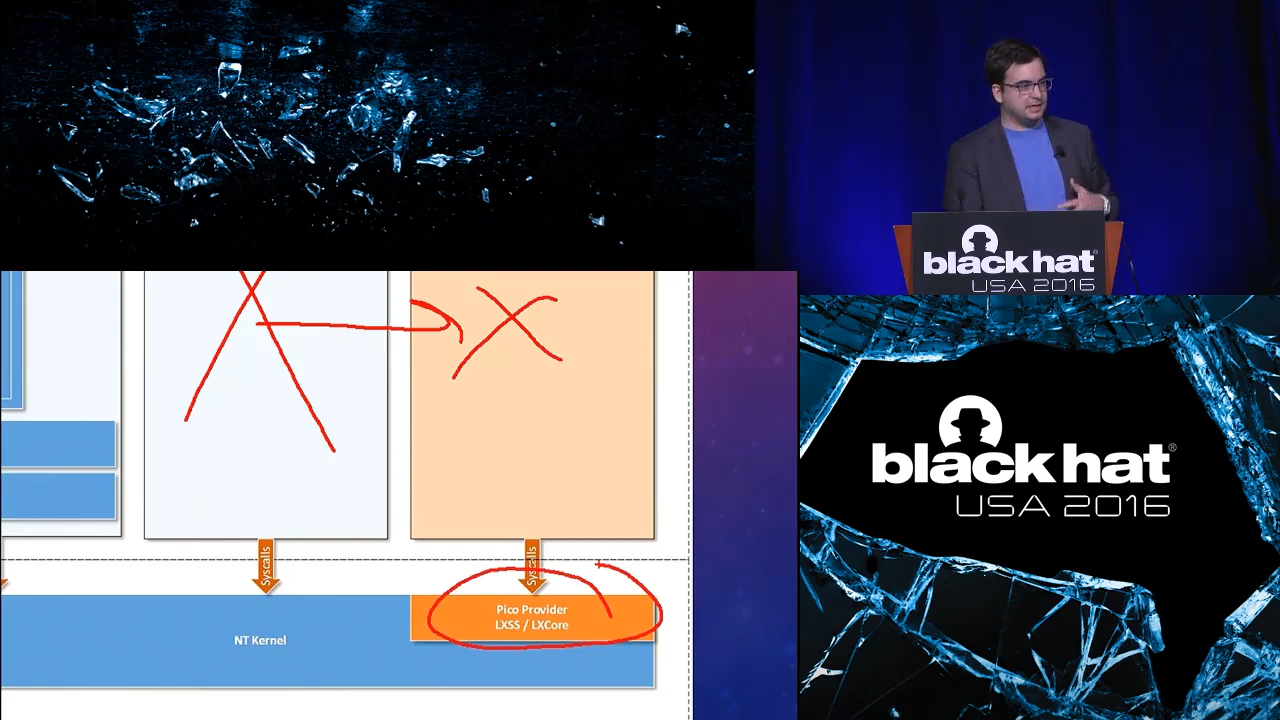 black hat
USA 2016
Syscalls
Syscalls
Pico Provider
LXSS / LXCore
NT Kernel
black hat®
USA 2016